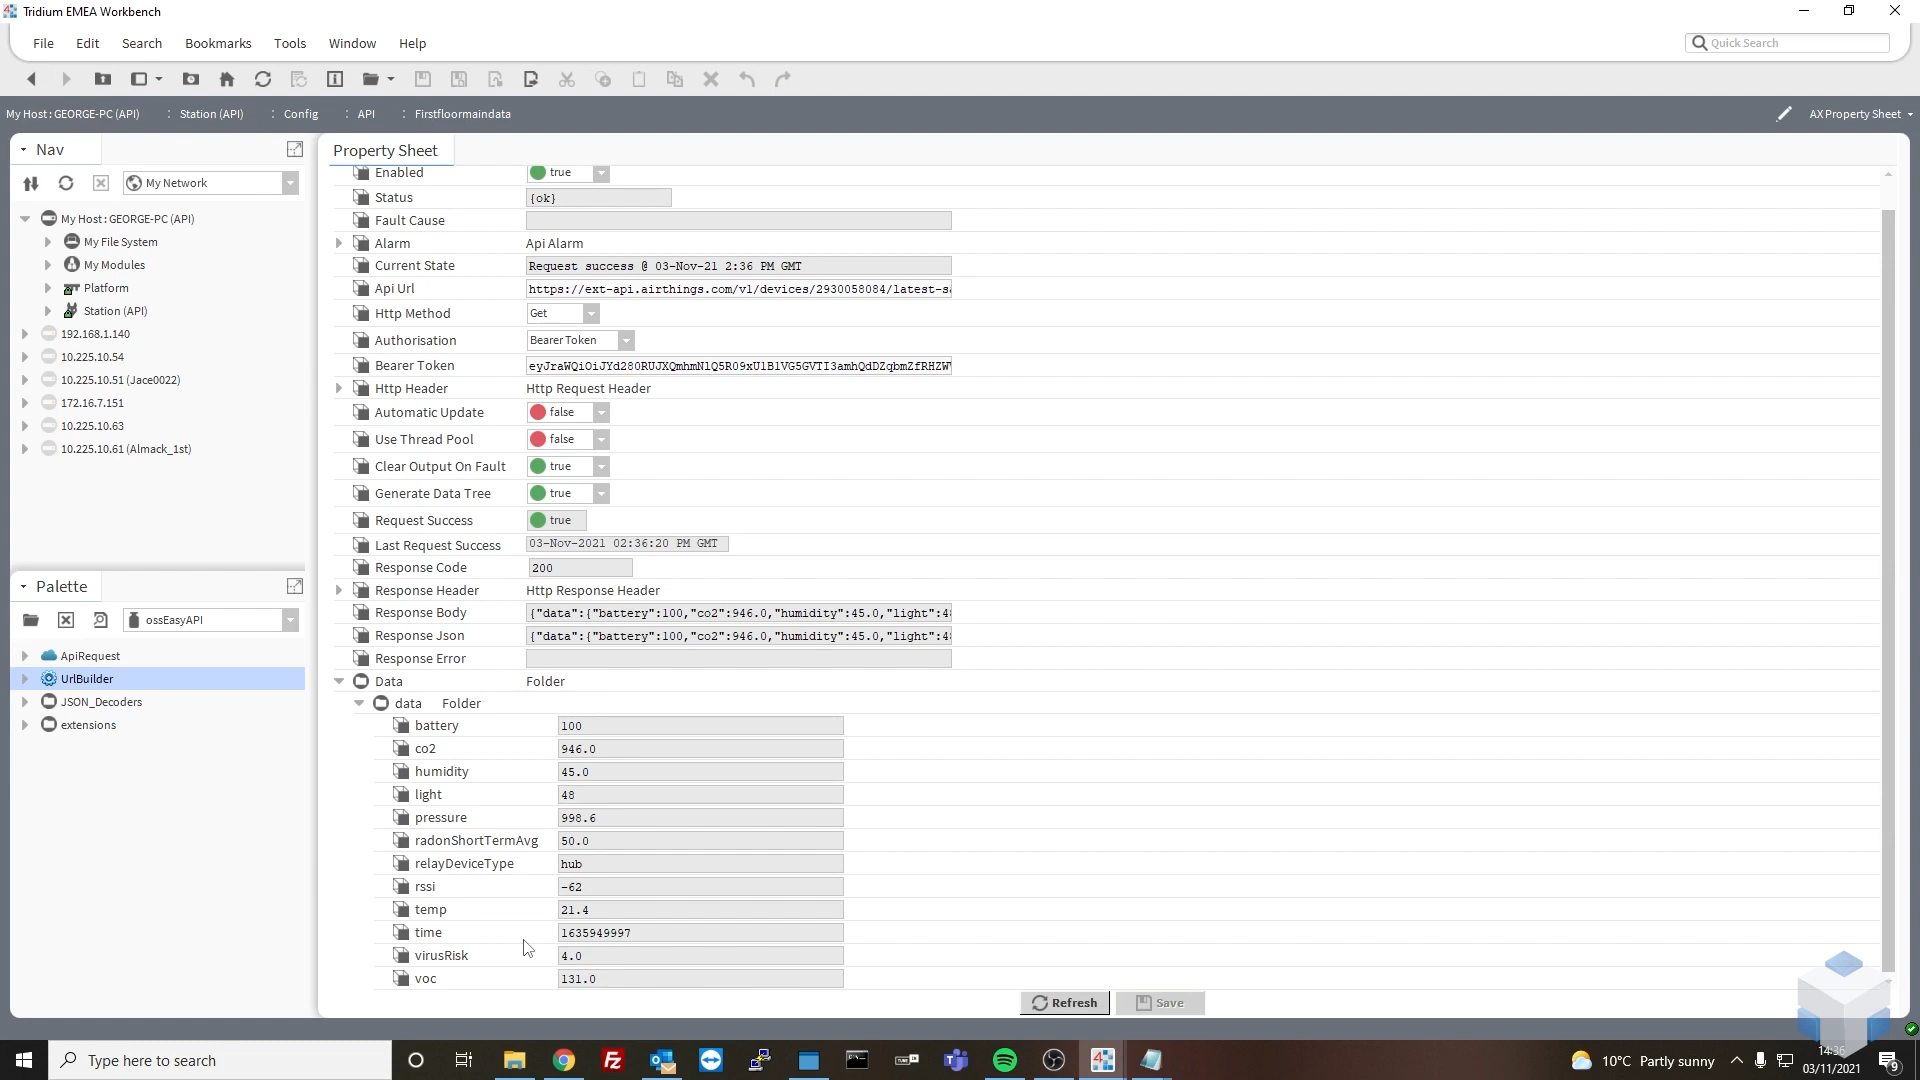 Tridium EMEA Workbench
File Edit Search Bookmarks Tools Window Help
Quick Search
My Host : GEORGE-PC (API) : Station (API) : Config : API : Firstfloormaindata
AX Property Sheet
Nav
My Network
My Host : GEORGE-PC (API)
My File System
My Modules
Platform
Station (API)
192.168.1.140
10.225.10.54
10.225.10.51 (Jace0022)
172.16.7.151
10.225.10.63
10.225.10.61 (Almack_1st)
Palette
ossEasyAPI
ApiRequest
UrlBuilder
JSON_Decoders
extensions
Property Sheet
Enabled true
Status {ok}
Fault Cause
Alarm Api Alarm
Current State Request success @ 03-Nov-21 2:36 PM GMT
Api Url https://ext-api.airthings.com/v1/devices/2930058084/latest-sa
Http Method Get
Authorisation Bearer Token
Bearer Token
Http Header Http Request Header
Automatic Update false
Use Thread Pool false
Clear Output On Fault true
Generate Data Tree true
Request Success true
Last Request Success 03-Nov-2021 02:36:20 PM GMT
Response Code 200
Response Header Http Response Header
Response Body {"data":{"battery":100,"co2":946.0,"humidity":45.0,"light":48
Response Json {"data":{"battery":100,"co2":946.0,"humidity":45.0,"light":48
Response Error
Data Folder
data Folder
battery 100
co2 946.0
humidity 45.0
light 48
pressure 998.6
radonShortTermAvg 50.0
relayDeviceType hub
rssi -62
temp 21.4
time 1635949997
virusRisk 4.0
voc 131.0
Refresh Save
Type here to search
10°C Partly sunny
14:36
03/11/2021
9